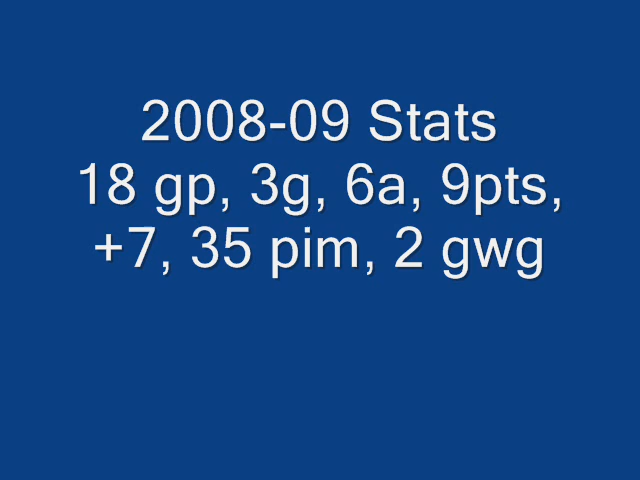 2008-09 Stats
18 gp, 3g, 6a, 9pts,
+7, 35 pim, 2 gwg